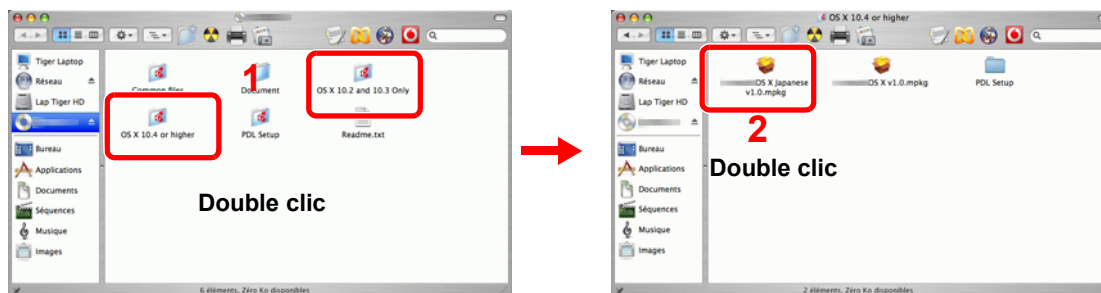 OS X 10.4 or higher
Tiger Laptop
Réseau
Lap Tiger HD
Bureau
Applications
Documents
Séquences
Musique
Images
1
Common files
Document
OS X 10.2 and 10.3 Only
OS X 10.4 or higher
PDL Setup
Readme.txt
Double clic
6 éléments, Zéro Ko disponibles
Tiger Laptop
Réseau
Lap Tiger HD
Bureau
Applications
Documents
Séquences
Musique
Images
OS X Japanese
v1.0.mpkg
OS X v1.0.mpkg
PDL Setup
2
Double clic
2 éléments, Zéro Ko disponibles